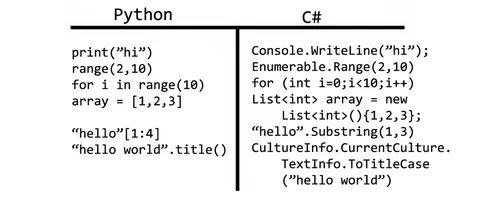 Python
C#
print(”hi”)
range(2,10)
for i in range(10)
array = [1,2,3]
“hello”[1:4]
“hello world”.title()
Console.WriteLine(”hi”);
Enumerable.Range(2,10)
for (int i=0;i<10;i++)
List<int> array = new
List<int>(){1,2,3};
“hello”.Substring(1,3)
CultureInfo.CurrentCulture.
TextInfo.ToTitleCase
(”hello world”)